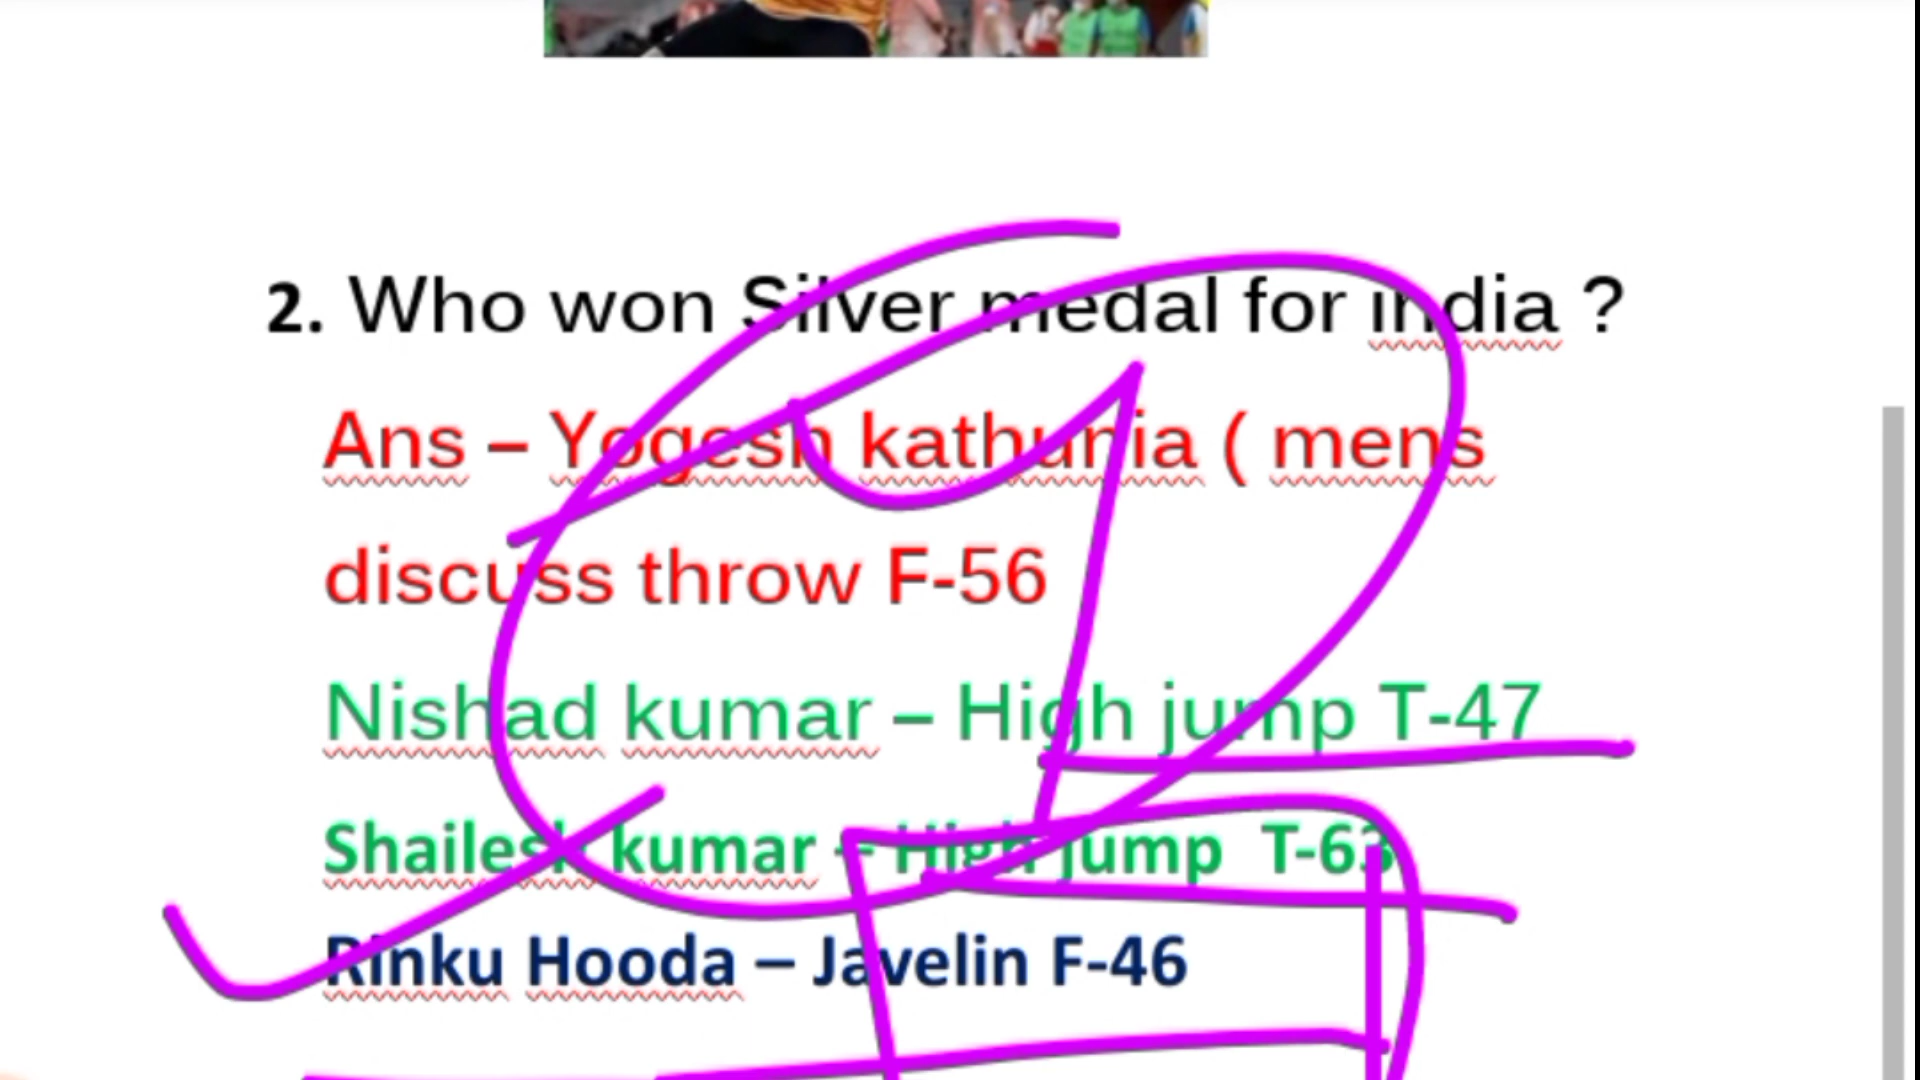 2. Who won Silver medal for india ?
Ans – Yogesh kathunia ( mens
discuss throw F-56
Nishad kumar – High jump T-47
Shailesh kumar – High jump T-63
Rinku Hooda – Javelin F-46